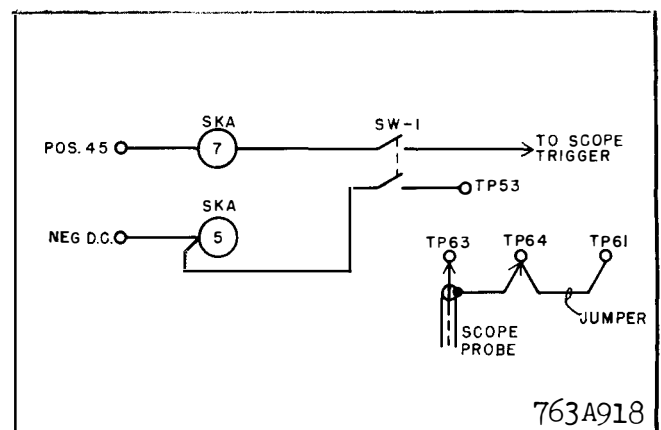 SKA
7
POS. 45
SW-1
TO SCOPE
TRIGGER
TP53
SKA
5
NEG D.C.
TP63
TP64
TP61
JUMPER
SCOPE
PROBE
763A918